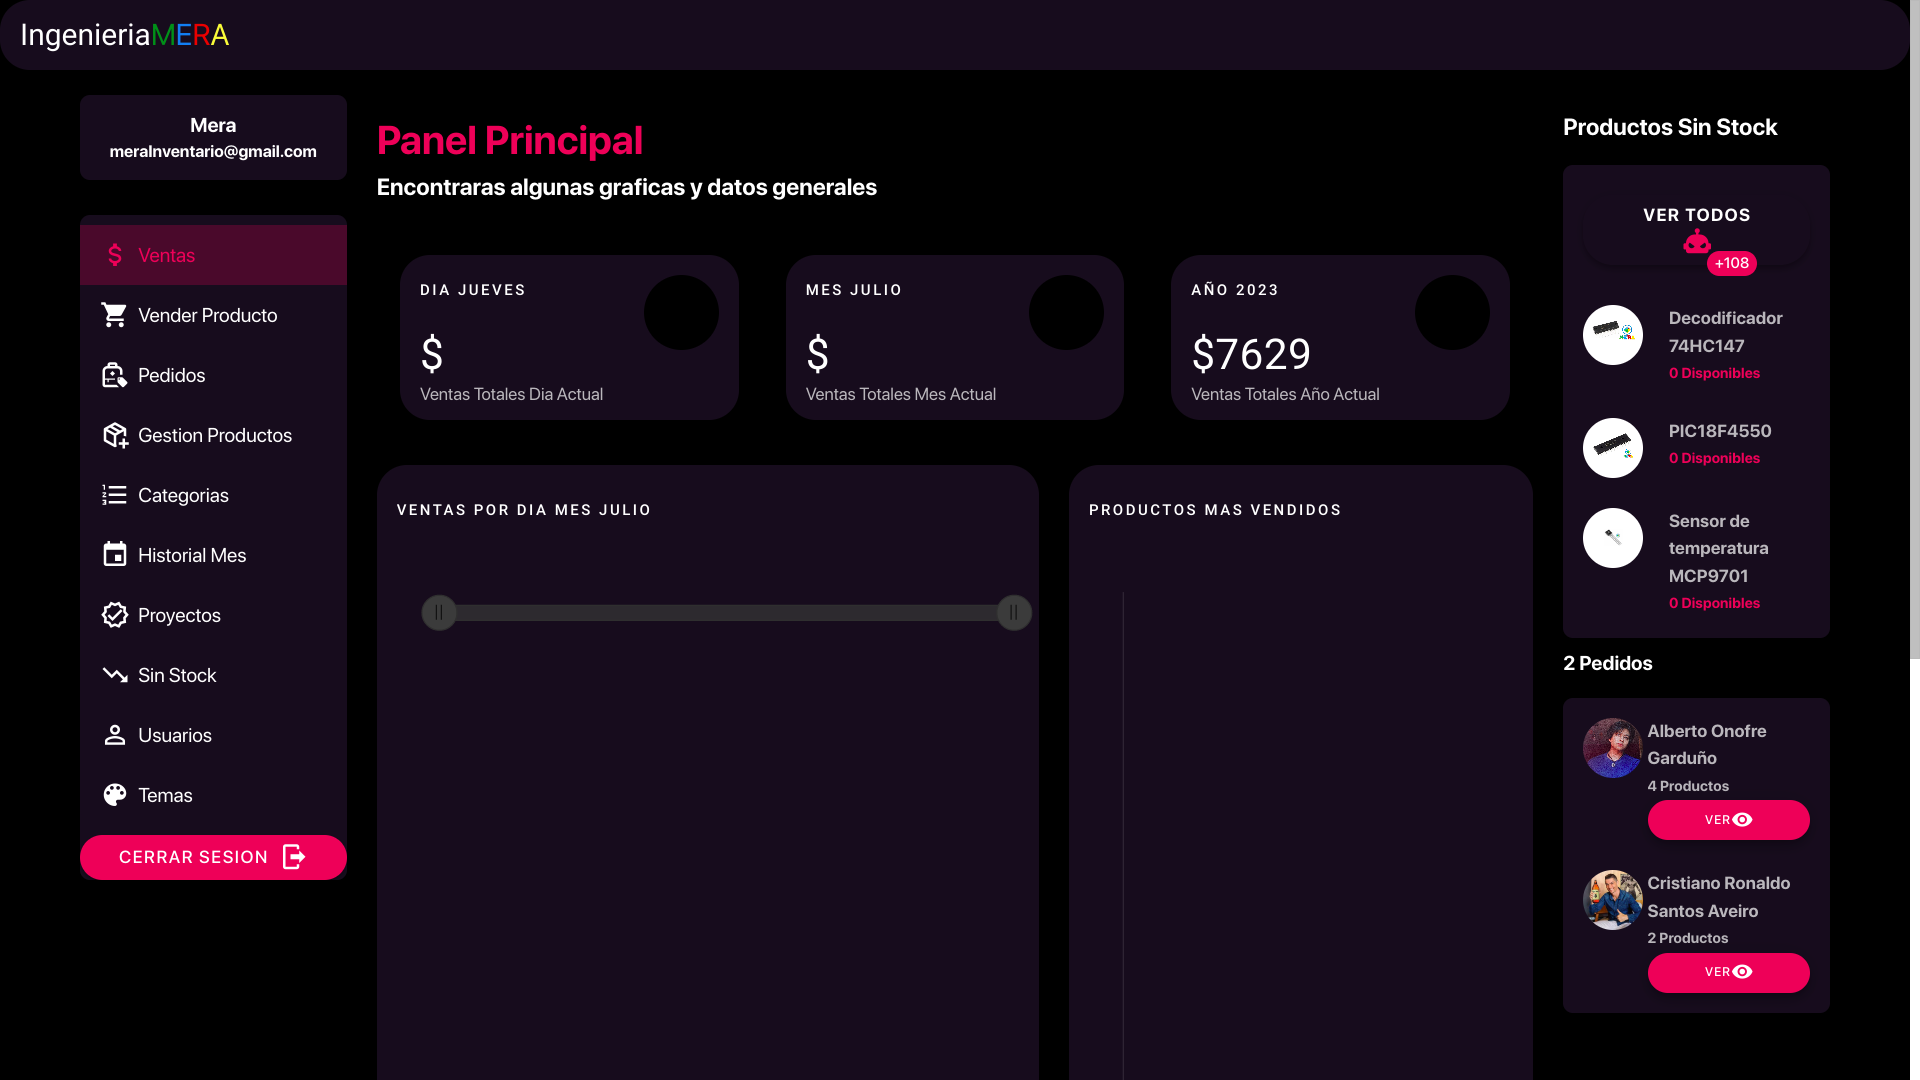 IngenieriaMERA
Mera
meraInventario@gmail.com
Ventas
Vender Producto
Pedidos
Gestion Productos
Categorias
Historial Mes
Proyectos
Sin Stock
Usuarios
Temas
CERRAR SESION
Panel Principal
Encontraras algunas graficas y datos generales
DIA JUEVES
$
Ventas Totales Dia Actual
MES JULIO
$
Ventas Totales Mes Actual
AÑO 2023
$7629
Ventas Totales Año Actual
VENTAS POR DIA MES JULIO
PRODUCTOS MAS VENDIDOS
Productos Sin Stock
VER TODOS
+108
Decodificador
74HC147
0 Disponibles
PIC18F4550
0 Disponibles
Sensor de
temperatura
MCP9701
0 Disponibles
2 Pedidos
Alberto Onofre
Garduño
4 Productos
VER
Cristiano Ronaldo
Santos Aveiro
2 Productos
VER